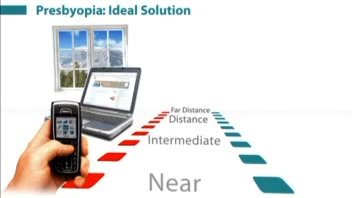 Presbyopia: Ideal Solution
Far Distance
Distance
Intermediate
Near